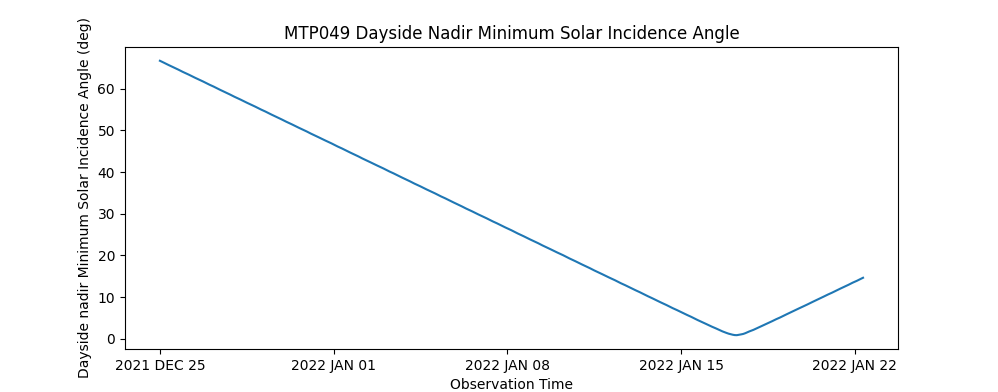 MTP049 Dayside Nadir Minimum Solar Incidence Angle
Dayside nadir Minimum Solar Incidence Angle (deg)
60
50
40
30
20
10
0
2021 DEC 25
2022 JAN 01
2022 JAN 08
2022 JAN 15
2022 JAN 22
Observation Time